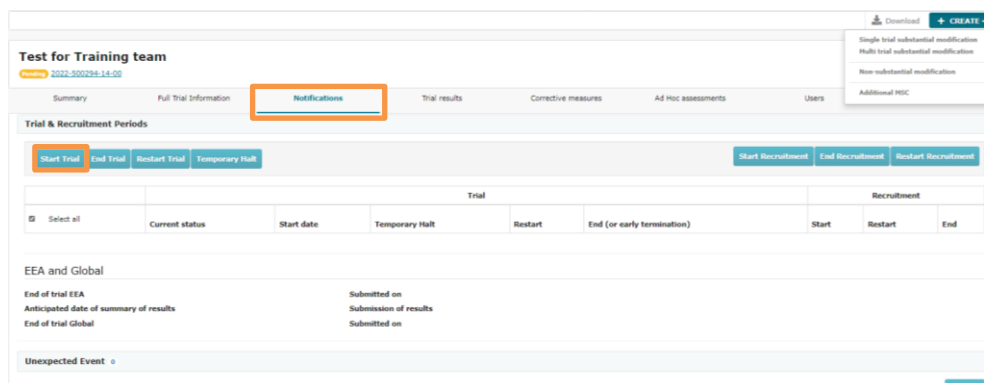 Download + CREATE
Single trial substantial modification
Multi trial substantial modification
Non-substantial modification
Additional MSC
Test for Training team
Pending 2022-500294-14-00
Summary Full Trial Information Notifications Trial results Corrective measures Ad Hoc assessments Users
Trial & Recruitment Periods
Start Trial End Trial Restart Trial Temporary Halt Start Recruitment End Recruitment Restart Recruitment
Trial Recruitment
Select all Current status Start date Temporary Halt Restart End (or early termination) Start Restart End
EEA and Global
End of trial EEA Submitted on
Anticipated date of summary of results Submission of results
End of trial Global Submitted on
Unexpected Event 0